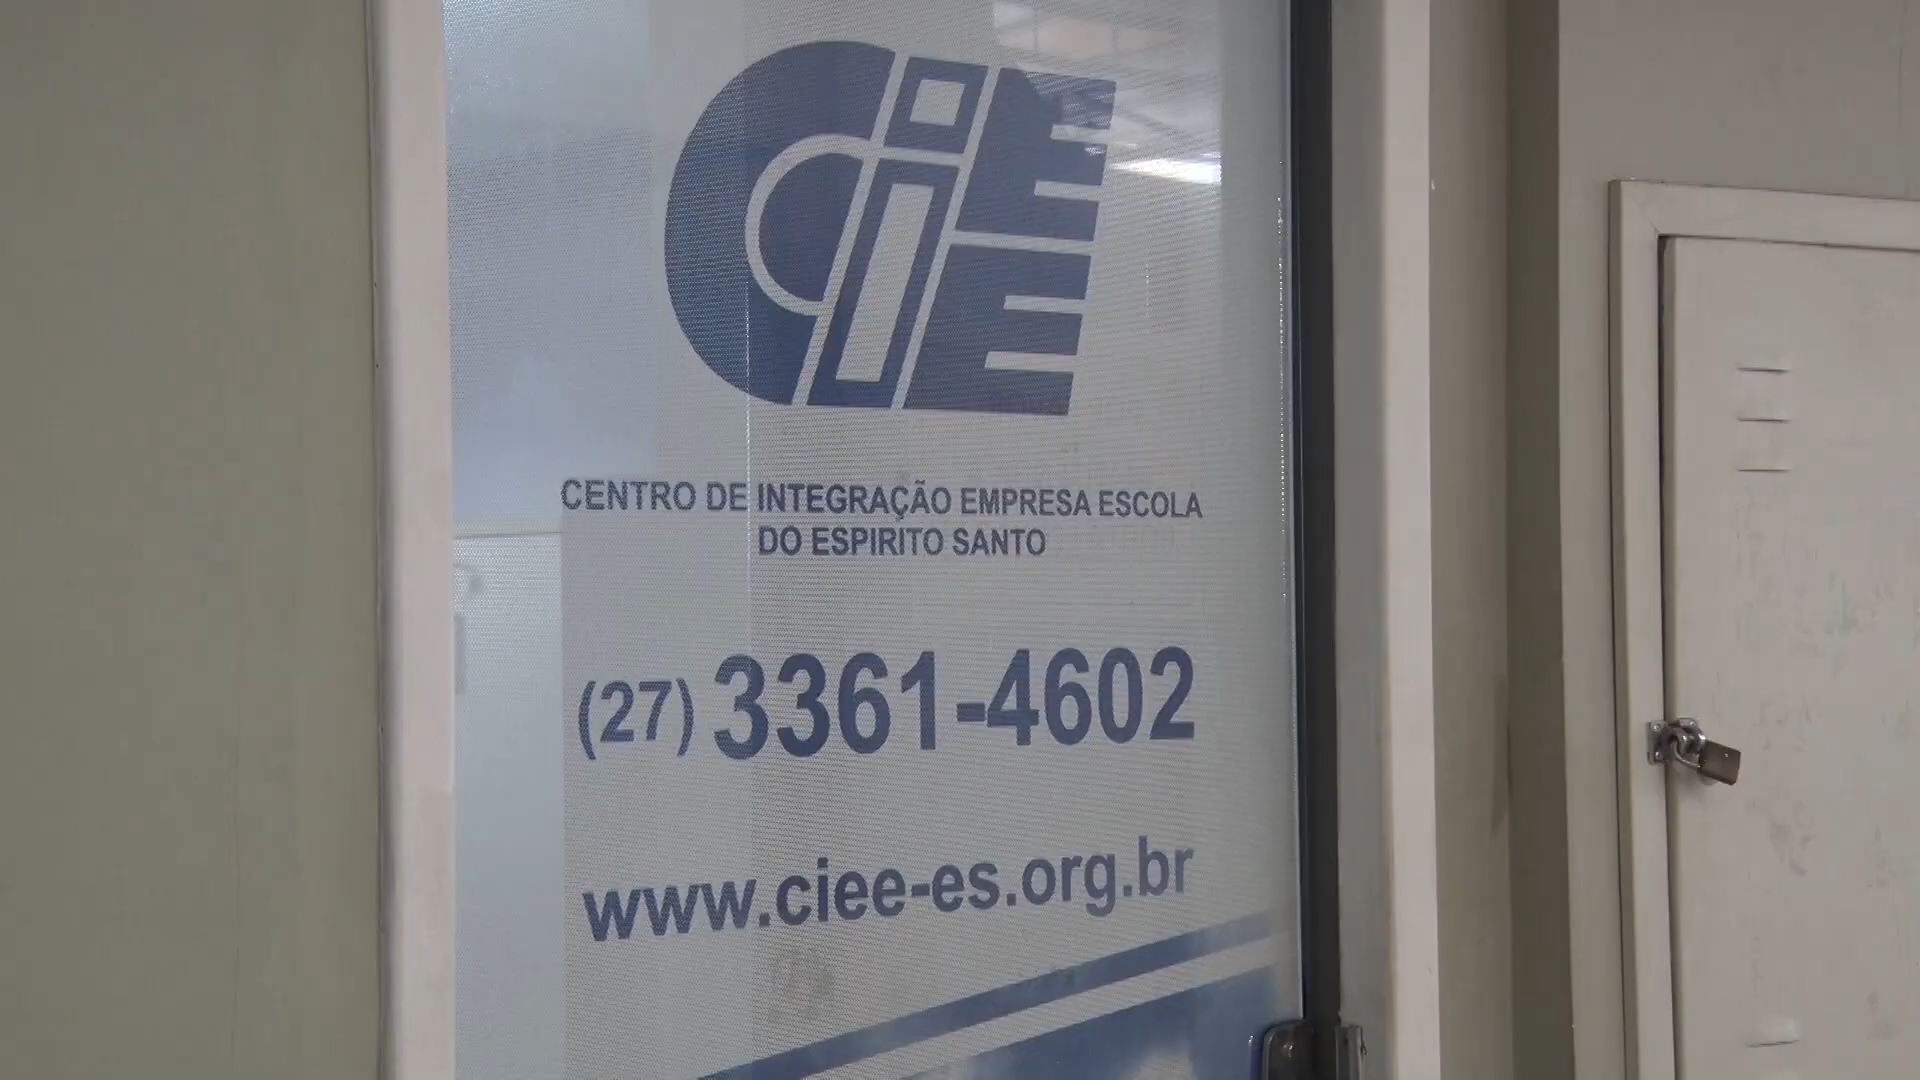 CIEE
CENTRO DE INTEGRAÇÃO EMPRESA ESCOLA
DO ESPIRITO SANTO
(27) 3361-4602
www.ciee-es.org.br